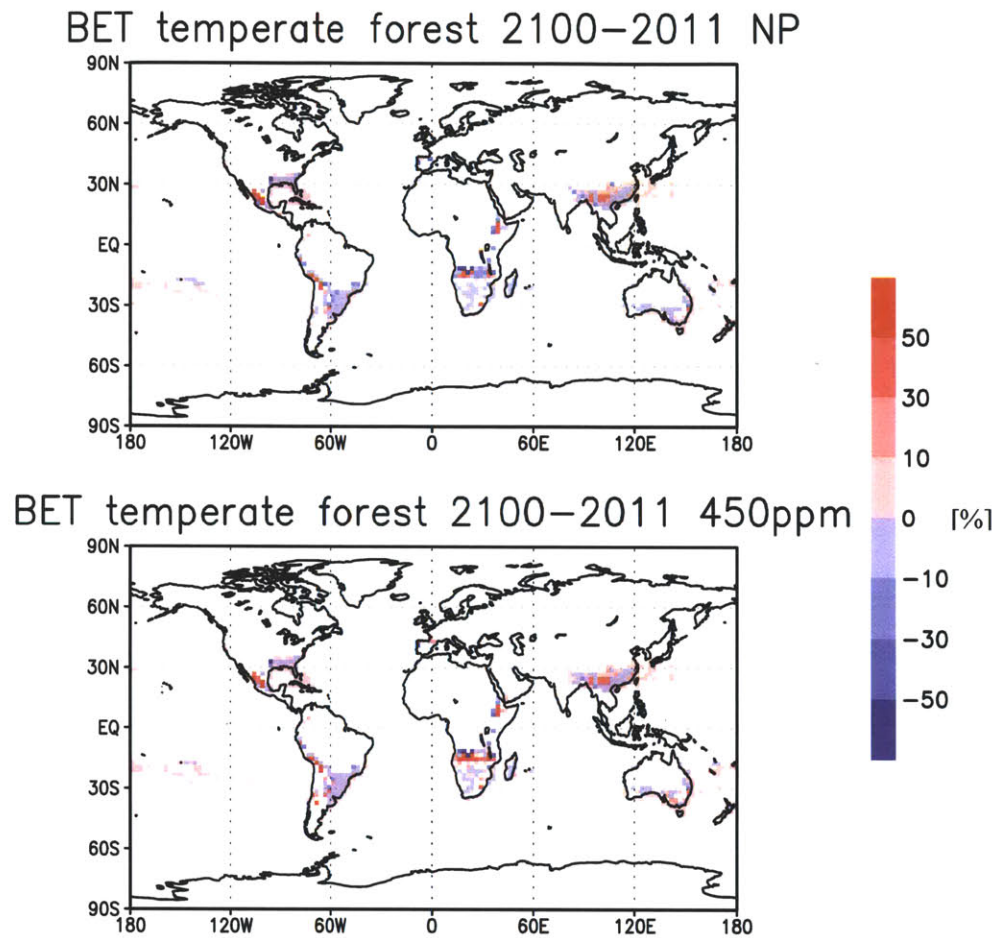 BET temperate forest 2100−2011 NP
90N
60N
30N
EQ
30S
60S
90S
180 120W 60W 0 60E 120E 180
BET temperate forest 2100−2011 450ppm
90N
60N
30N
EQ
30S
60S
90S
180 120W 60W 0 60E 120E 180
50
30
10
0 [%]
−10
−30
−50